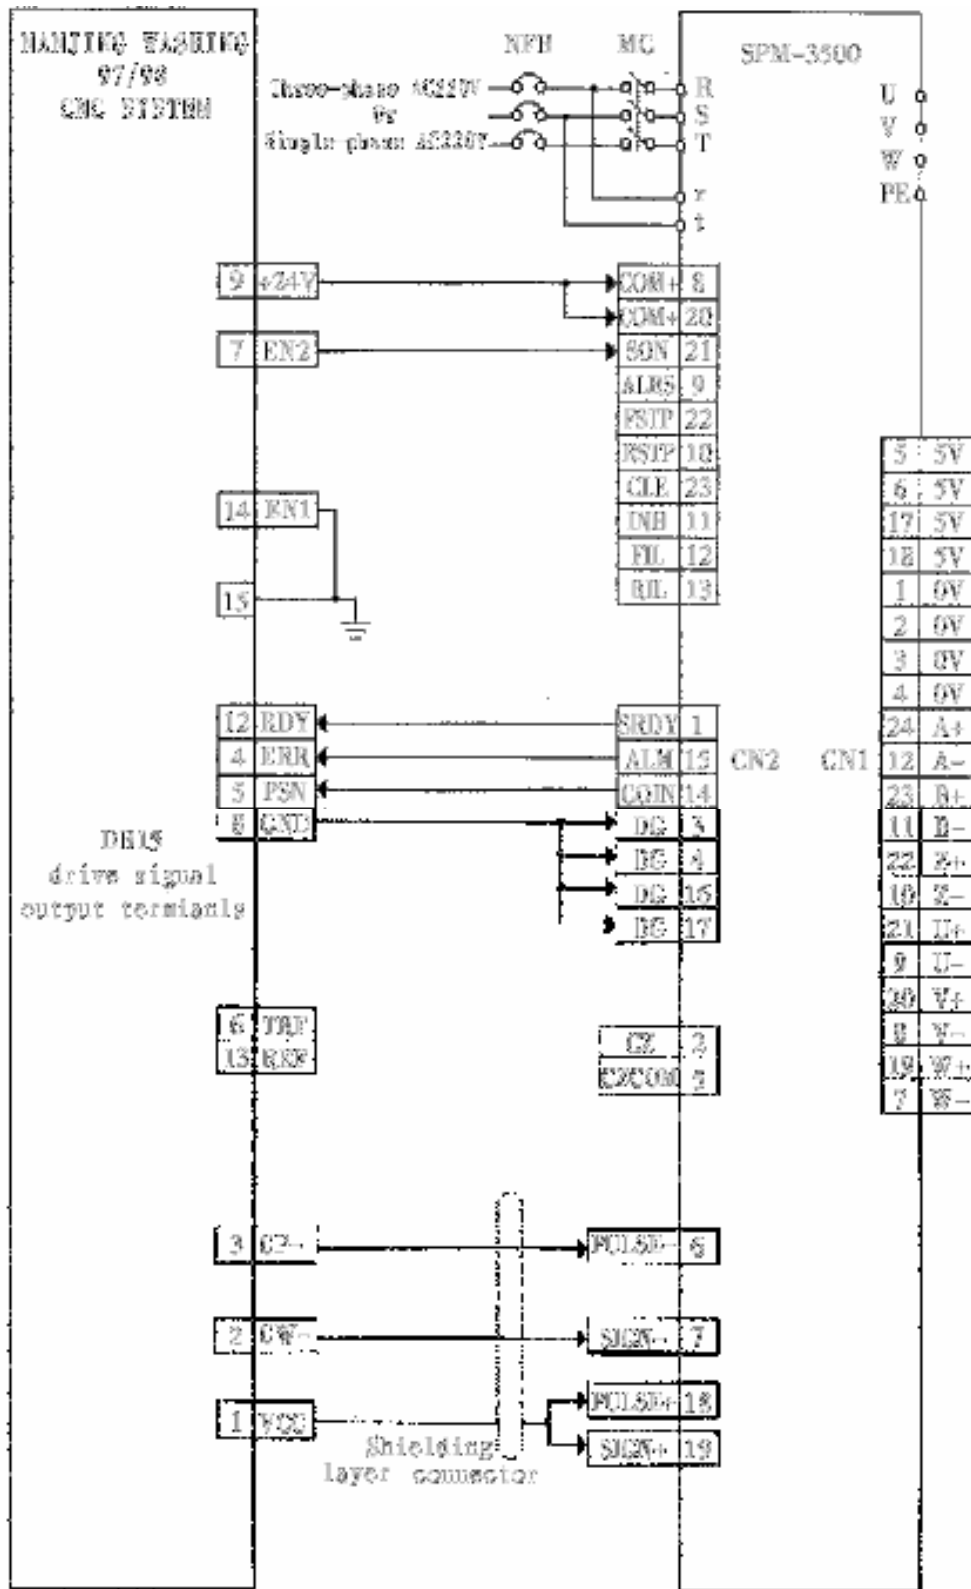 97/98
NFB MC
SPM-3500
Three-phase AC220V
Or
Single-phase AC220V
R
S
T
r
t
U
V
W
PE
9 +24V
7 EN2
14 EN1
15
COM+ 8
COM+ 20
SON 21
ALRS 9
FSTP 22
RSTP 10
CLE 23
INH 11
FIL 12
RIL 13
12 RDY
4 ERR
5 PSN
GND
SRDY 1
ALM 15
COIN 14
DG 3
DG 4
DG 16
DG 17
CN2
CN1
5 5V
6 5V
17 5V
18 5V
1 0V
2 0V
3 0V
4 0V
24 A+
12 A-
23 B+
11 B-
22 Z+
10 Z-
21 U+
9 U-
20 V+
8 V-
19 W+
7 W-
drive signal
output termianls
6
13
CZ 2
CZCOM
3 CP-
2 CW-
1 VCC
PULSE- 6
SIGN- 7
PULSE+ 18
SIGN+ 19
Shielding
layer connector